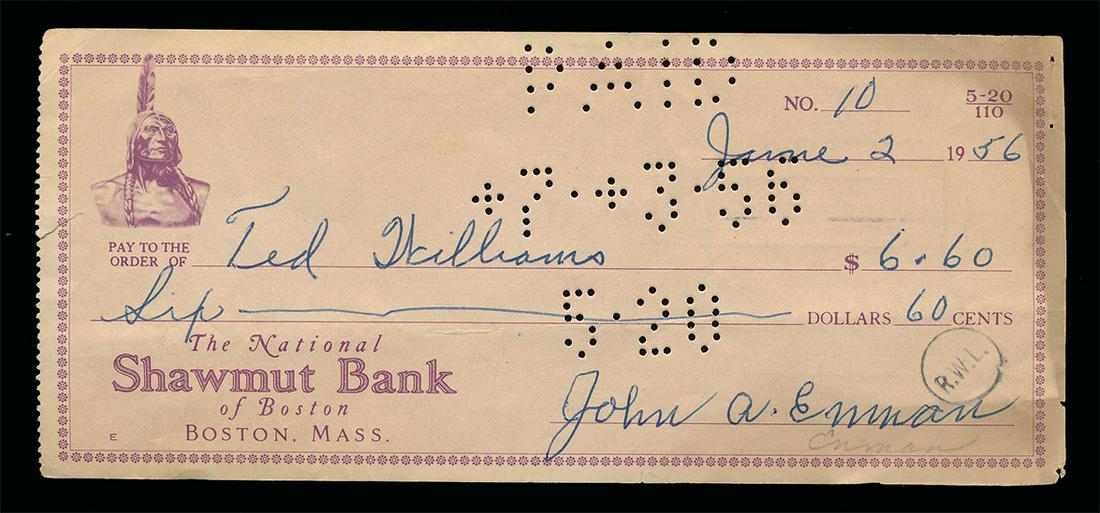 PAID
NO. 10 5-20
110
June 2 1956
+7·+3·56
PAY TO THE
ORDER OF Ted Williams $ 6.60
Six DOLLARS 60 CENTS
5·20
The National
Shawmut Bank
of Boston
BOSTON, MASS.
E
R.W.L.
John A. Enman
Enman